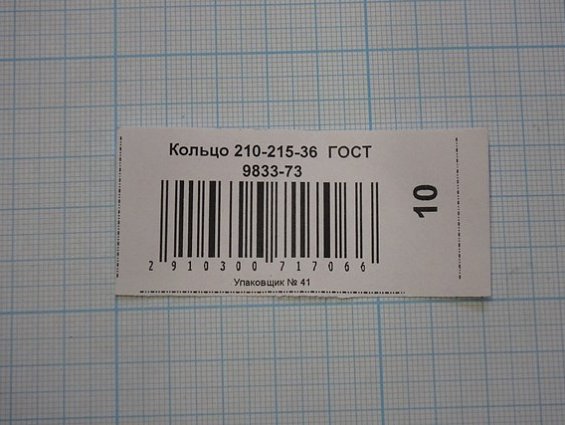 Кольцо 210-215-36 ГОСТ
9833-73
10
2910300717066
Упаковщик № 41